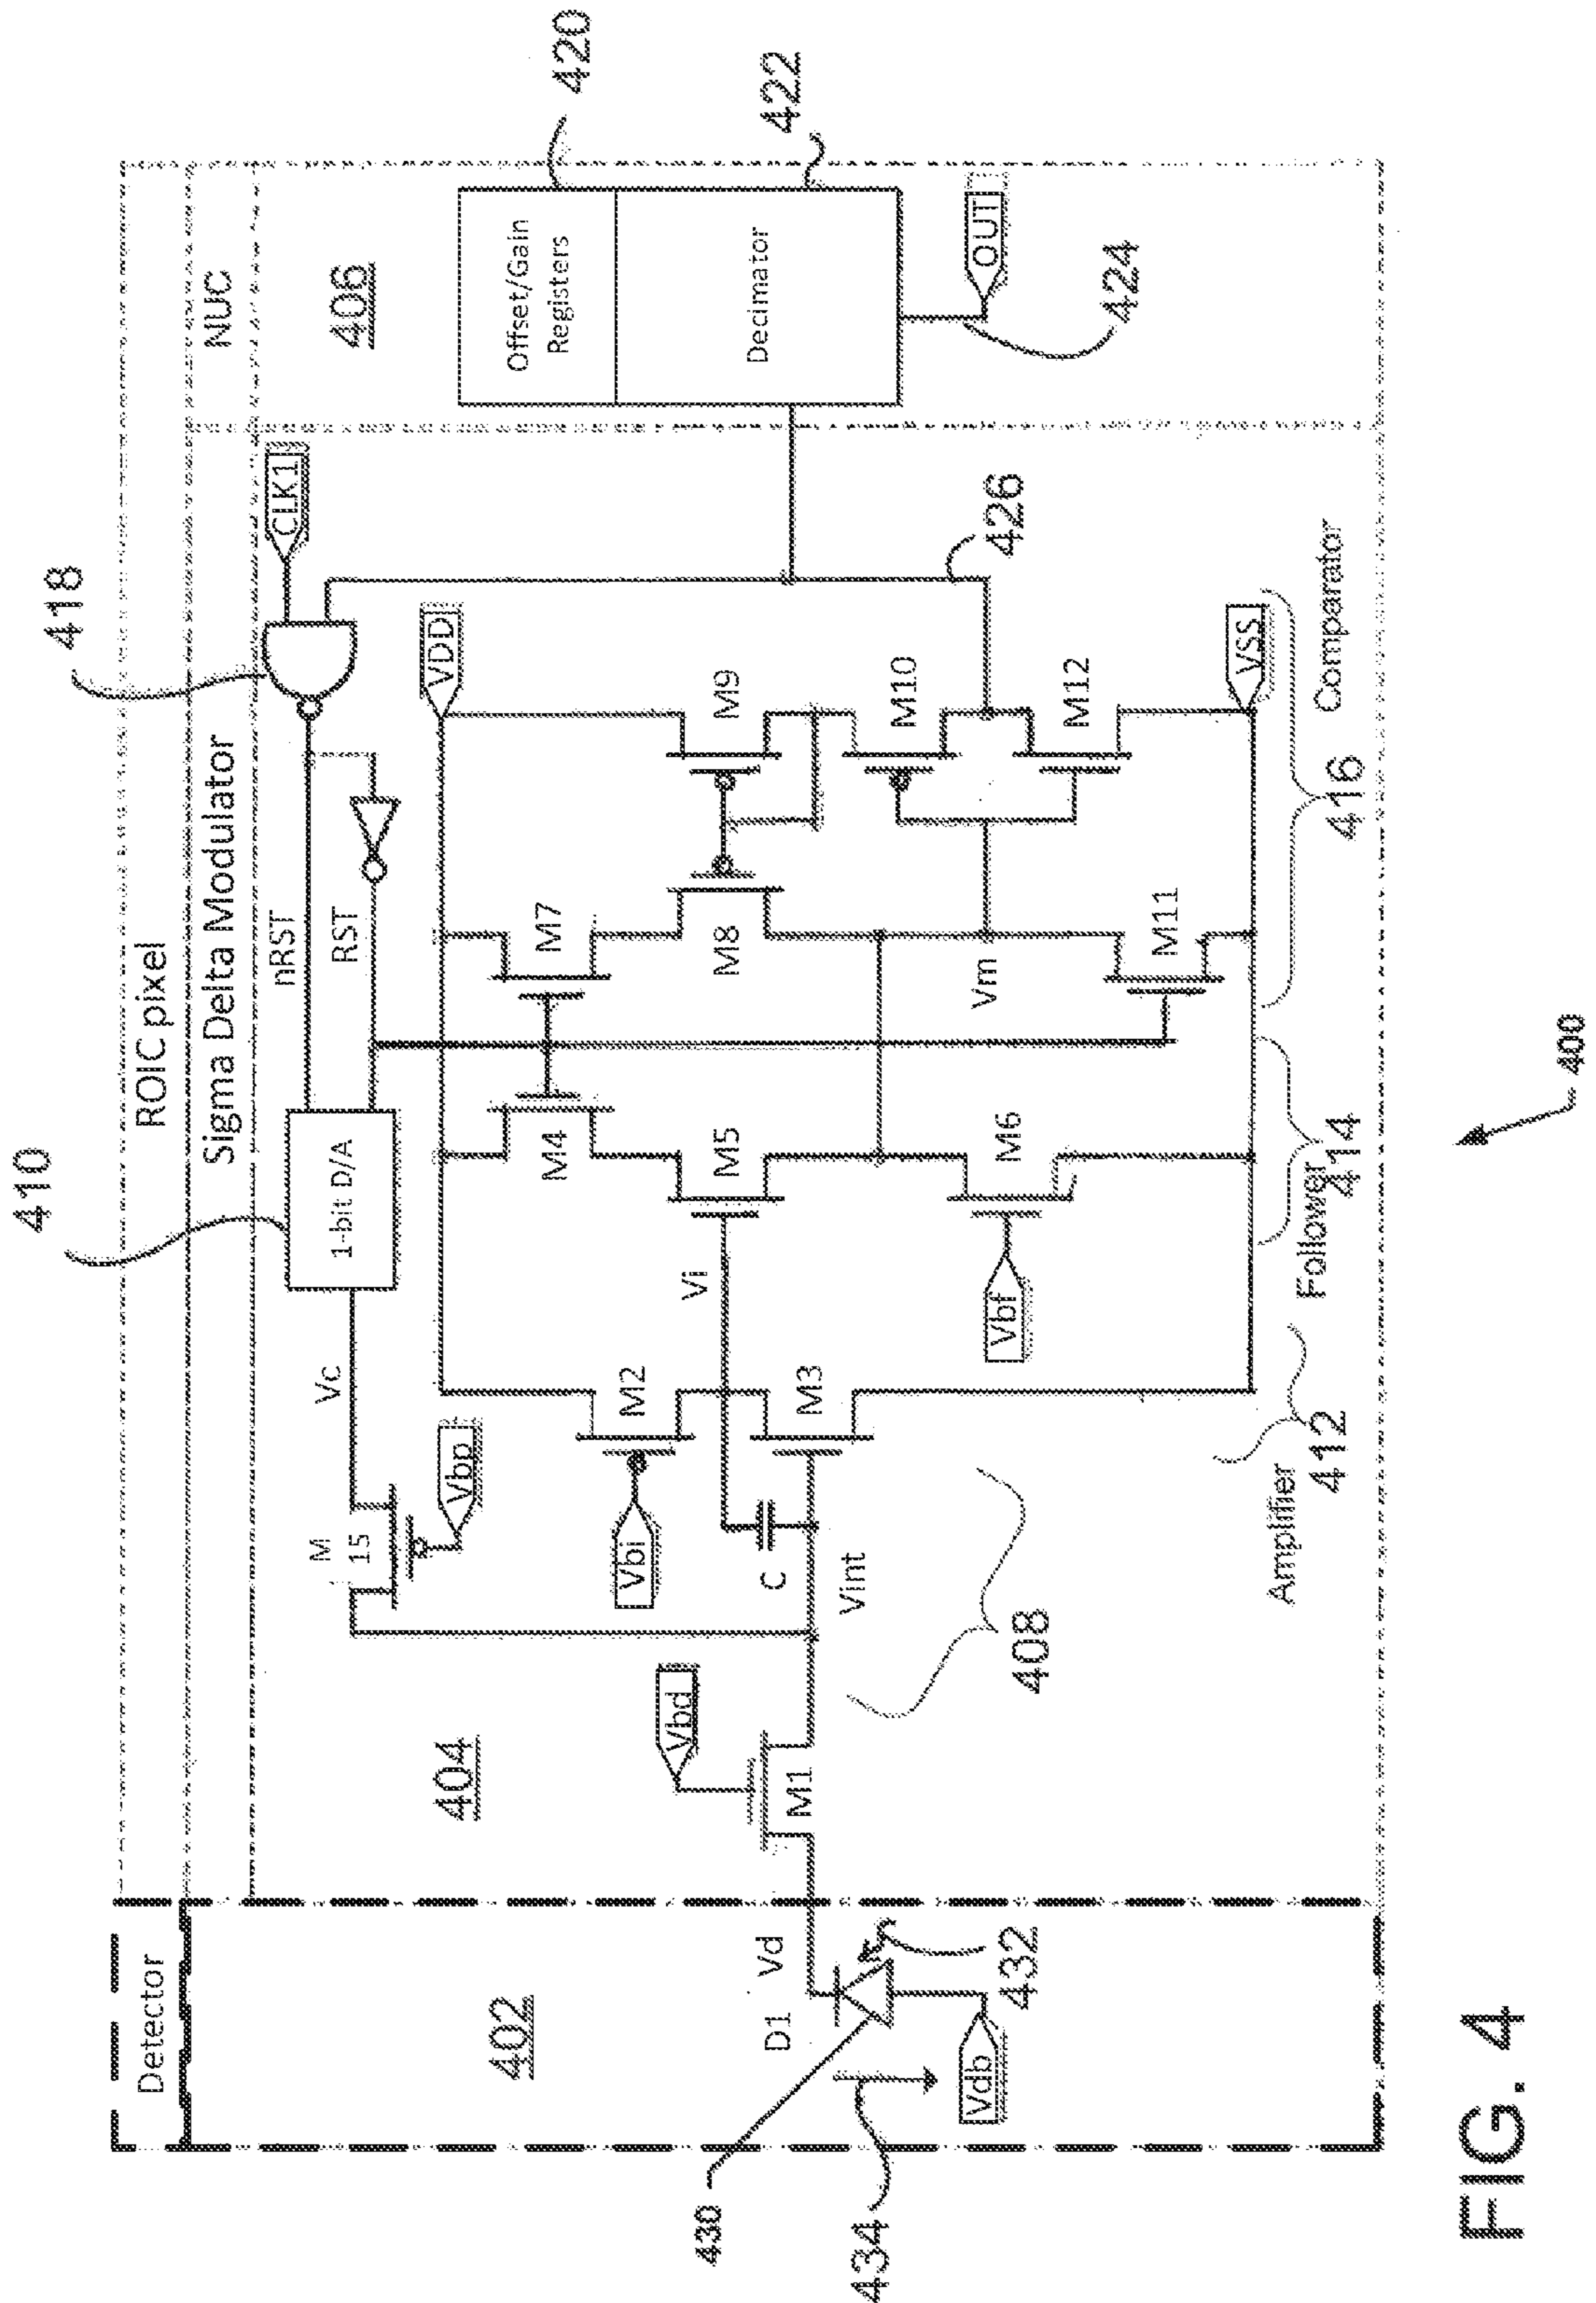 420
422
418
410
ROIC pixel
Sigma Delta Modulator
NUC
Detector
406
CLK1
Offset/Gain
Registers
Decimator
OUT
424
426
nRST
RST
1-bit D/A
Vc
M
15
Vbp
VDD
M9
M10
M12
VSS
M7
M8
Vm
M11
M4
M5
M6
Vi
Vbf
M2
M3
Vbi
C
Vint
Vbd
M1
404
402
408
Vd
D1
432
Vdb
430
434
Comparator
416
Follower
414
Amplifier
412
400
FIG. 4